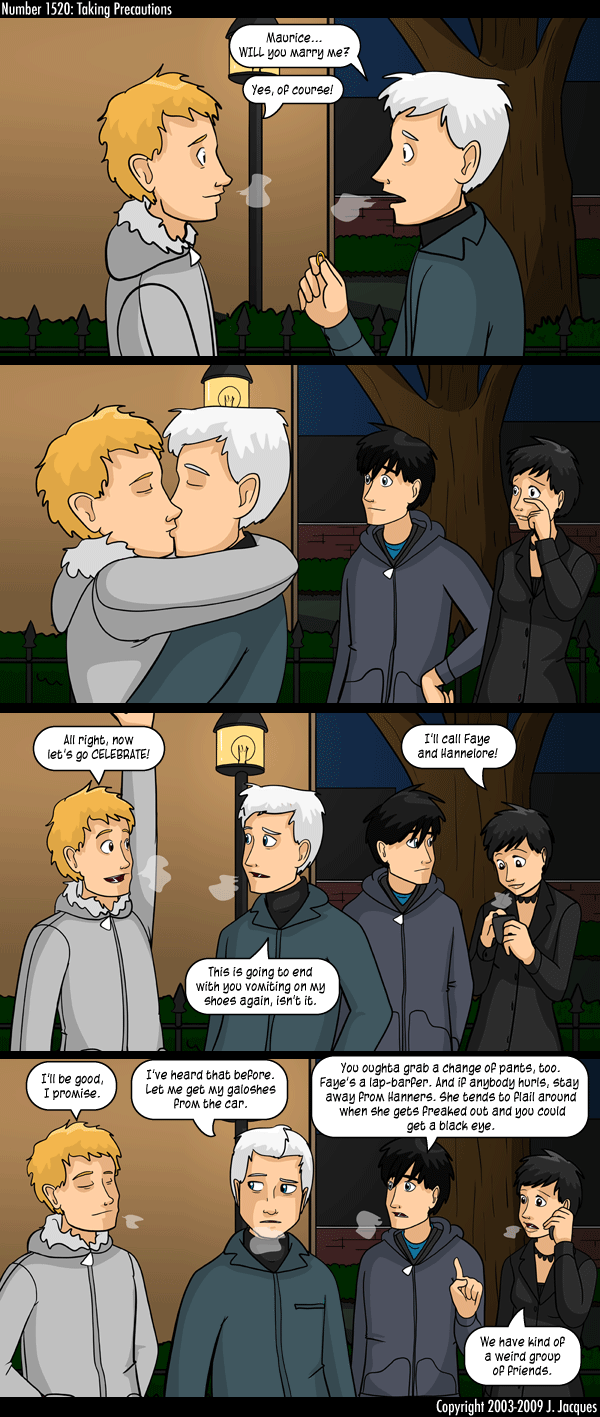 Number 1520: Taking Precautions
Maurice...
WILL you marry me?
Yes, of course!
All right, now
let's go CELEBRATE!
I'll call Faye
and Hannelore!
This is going to end
with you vomiting on my
shoes again, isn't it.
I'll be good,
I promise.
I've heard that before.
Let me get my galoshes
from the car.
You oughta grab a change of pants, too.
Faye's a lap-barfer. And if anybody hurls, stay
away from Hanners. She tends to flail around
when she gets freaked out and you could
get a black eye.
We have kind of
a weird group
of friends.
Copyright 2003-2009 J. Jacques